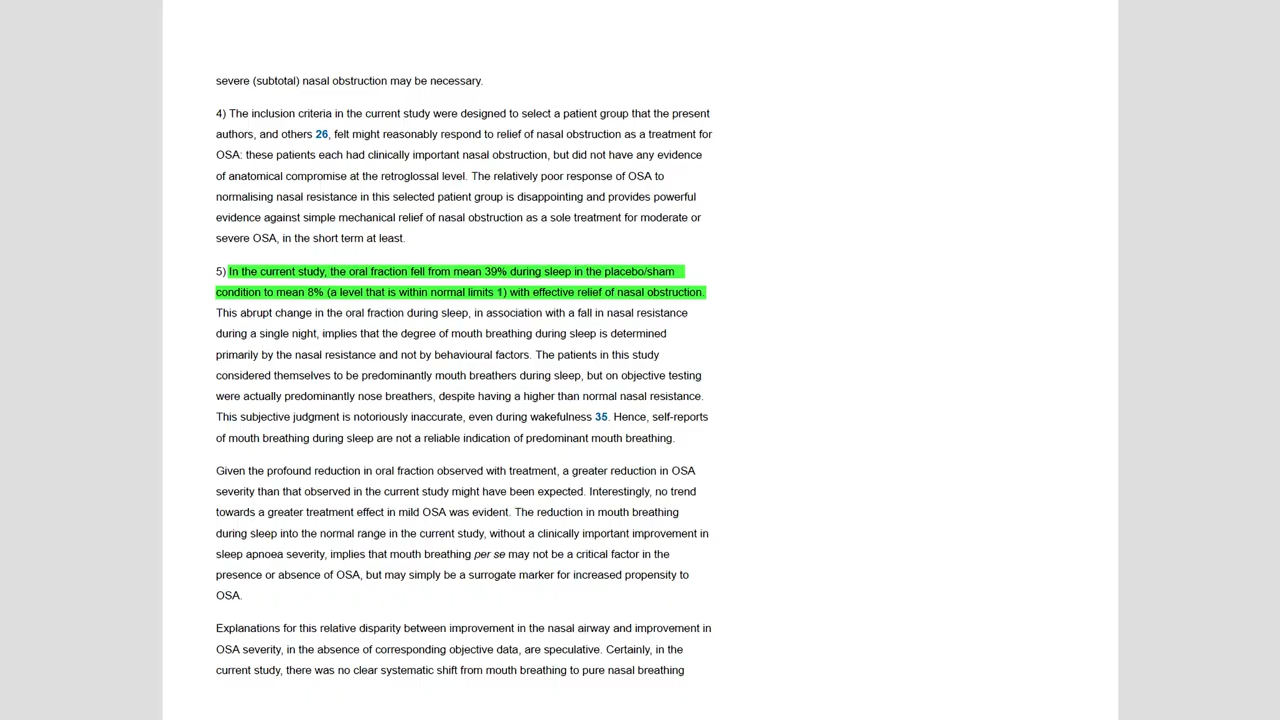 severe (subtotal) nasal obstruction may be necessary.
4) The inclusion criteria in the current study were designed to select a patient group that the present
authors, and others 26, felt might reasonably respond to relief of nasal obstruction as a treatment for
OSA: these patients each had clinically important nasal obstruction, but did not have any evidence
of anatomical compromise at the retroglossal level. The relatively poor response of OSA to
normalising nasal resistance in this selected patient group is disappointing and provides powerful
evidence against simple mechanical relief of nasal obstruction as a sole treatment for moderate or
severe OSA, in the short term at least.
5) In the current study, the oral fraction fell from mean 39% during sleep in the placebo/sham
condition to mean 8% (a level that is within normal limits 1) with effective relief of nasal obstruction.
This abrupt change in the oral fraction during sleep, in association with a fall in nasal resistance
during a single night, implies that the degree of mouth breathing during sleep is determined
primarily by the nasal resistance and not by behavioural factors. The patients in this study
considered themselves to be predominantly mouth breathers during sleep, but on objective testing
were actually predominantly nose breathers, despite having a higher than normal nasal resistance.
This subjective judgment is notoriously inaccurate, even during wakefulness 35. Hence, self-reports
of mouth breathing during sleep are not a reliable indication of predominant mouth breathing.
Given the profound reduction in oral fraction observed with treatment, a greater reduction in OSA
severity than that observed in the current study might have been expected. Interestingly, no trend
towards a greater treatment effect in mild OSA was evident. The reduction in mouth breathing
during sleep into the normal range in the current study, without a clinically important improvement in
sleep apnoea severity, implies that mouth breathing per se may not be a critical factor in the
presence or absence of OSA, but may simply be a surrogate marker for increased propensity to
OSA.
Explanations for this relative disparity between improvement in the nasal airway and improvement in
OSA severity, in the absence of corresponding objective data, are speculative. Certainly, in the
current study, there was no clear systematic shift from mouth breathing to pure nasal breathing